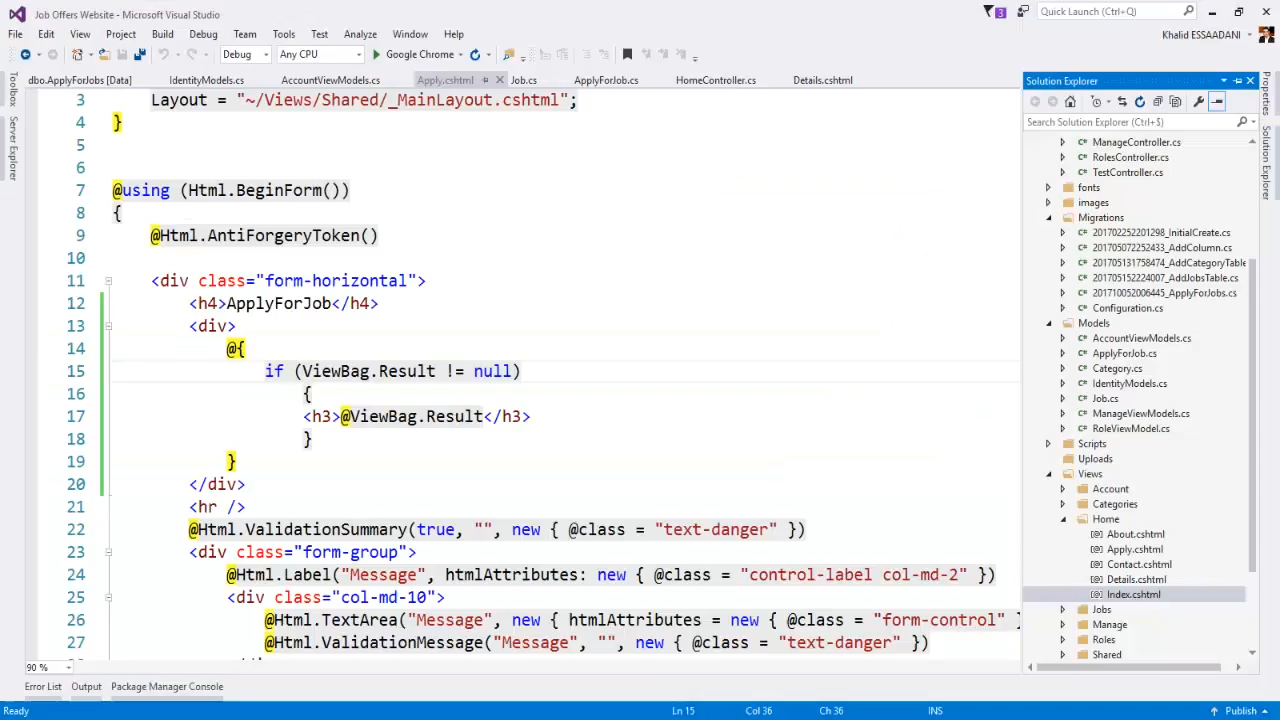 Job Offers Website - Microsoft Visual Studio
3
Quick Launch (Ctrl+Q)
File Edit View Project Build Debug Team Tools Test Analyze Window Help
Khalid ESSAADANI
Debug Any CPU Google Chrome
dbo.ApplyForJobs [Data] IdentityModels.cs AccountViewModels.cs Apply.cshtml Job.cs ApplyForJob.cs HomeController.cs Details.cshtml
Toolbox
Server Explorer
3 Layout = "~/Views/Shared/_MainLayout.cshtml";
4 }
5
6
7 @using (Html.BeginForm())
8 {
9 @Html.AntiForgeryToken()
10
11 <div class="form-horizontal">
12 <h4>ApplyForJob</h4>
13 <div>
14 @{
15 if (ViewBag.Result != null)
16 {
17 <h3>@ViewBag.Result</h3>
18 }
19 }
20 </div>
21 <hr />
22 @Html.ValidationSummary(true, "", new { @class = "text-danger" })
23 <div class="form-group">
24 @Html.Label("Message", htmlAttributes: new { @class = "control-label col-md-2" })
25 <div class="col-md-10">
26 @Html.TextArea("Message", new { htmlAttributes = new { @class = "form-control" }
27 @Html.ValidationMessage("Message", "", new { @class = "text-danger" })
90 %
Solution Explorer
Search Solution Explorer (Ctrl+$)
ManageController.cs
RolesController.cs
TestController.cs
fonts
images
Migrations
201702252201298_InitialCreate.cs
201705072252433_AddColumn.cs
201705131758474_AddCategoryTable
201705152224007_AddJobsTable.cs
201710052006445_ApplyForJobs.cs
Configuration.cs
Models
AccountViewModels.cs
ApplyForJob.cs
Category.cs
IdentityModels.cs
Job.cs
ManageViewModels.cs
RoleViewModel.cs
Scripts
Uploads
Views
Account
Categories
Home
About.cshtml
Apply.cshtml
Contact.cshtml
Details.cshtml
Index.cshtml
Jobs
Manage
Roles
Shared
Properties
Solution Explorer
Error List Output Package Manager Console
Ready Ln 15 Col 36 Ch 36 INS Publish